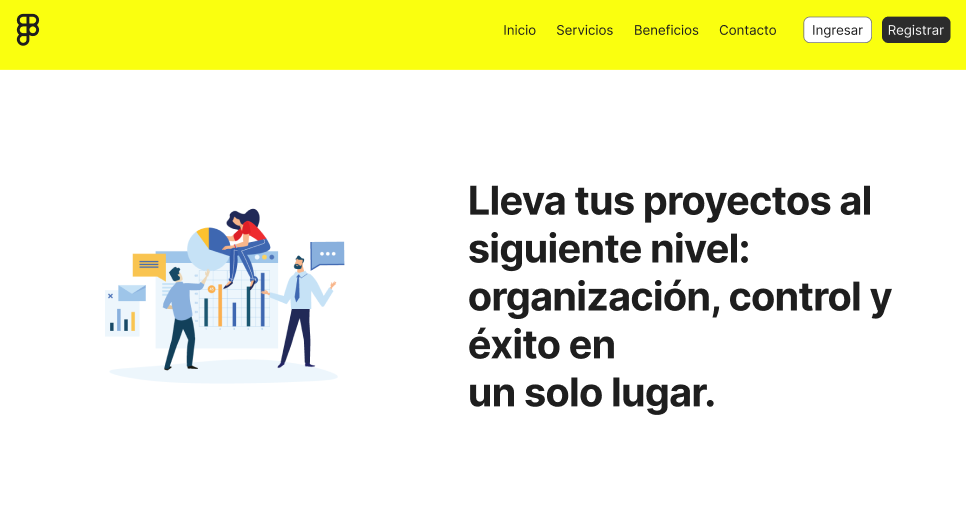 Inicio Servicios Beneficios Contacto Ingresar Registrar
Lleva tus proyectos al
siguiente nivel:
organización, control y
éxito en
un solo lugar.